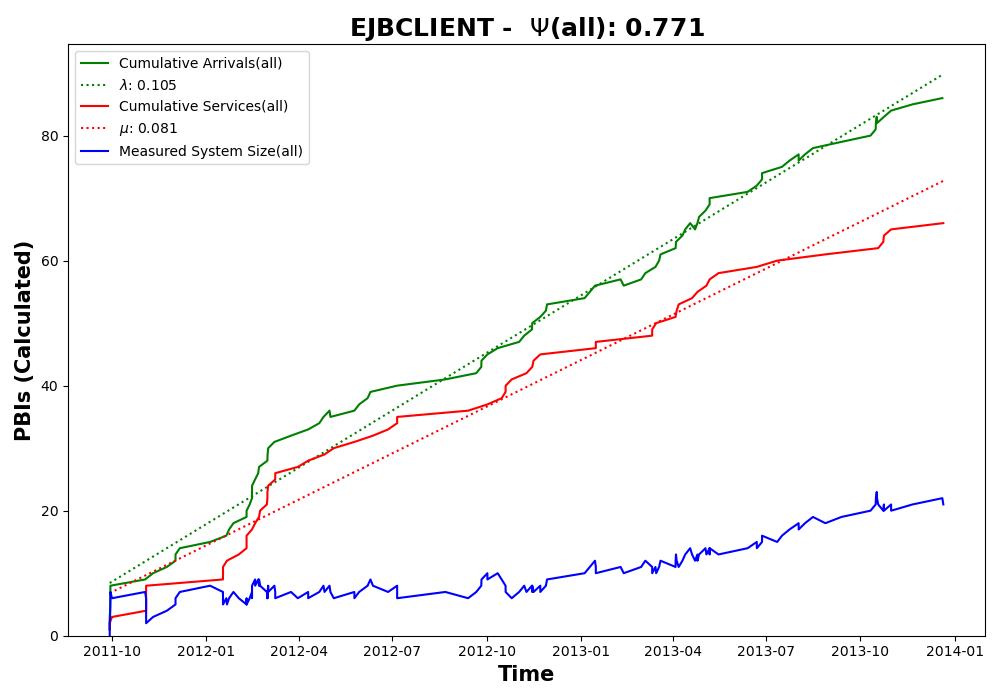 EJBCLIENT - Ψ(all): 0.771
Cumulative Arrivals(all)
λ: 0.105
Cumulative Services(all)
μ: 0.081
Measured System Size(all)
PBIs (Calculated)
80
60
40
20
0
2011-10 2012-01 2012-04 2012-07 2012-10 2013-01 2013-04 2013-07 2013-10 2014-01
Time